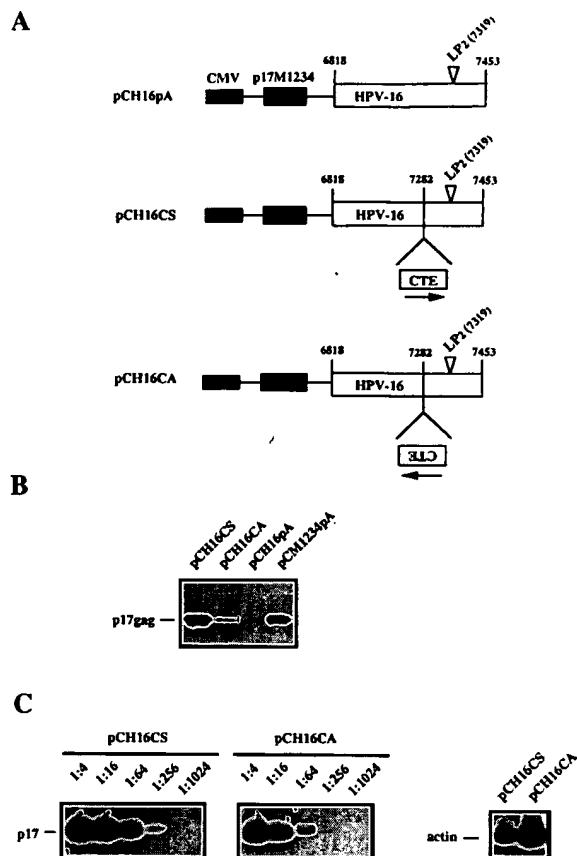 A
LP2 (7319)
6818
7453
CMV
p17M1234
pCH16pA
HPV-16
LP2 (7319)
6818
7282
7453
pCH16CS
HPV-16
CTE
LP2 (7319)
6818
7282
7453
pCH16CA
HPV-16
CTE
B
pCH16CS
pCH16CA
pCH16pA
pCM1234pA
p17gag
C
pCH16CS
pCH16CA
1:4
1:16
1:64
1:256
1:1024
1:4
1:16
1:64
1:256
1:1024
pCH16CS
pCH16CA
p17
actin